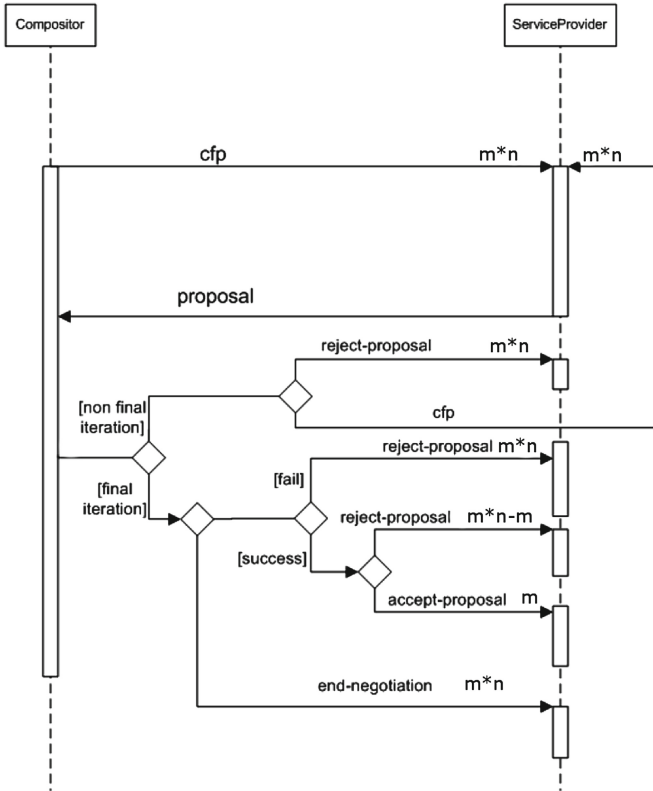 Compositor
ServiceProvider
cfp
m*n
m*n
proposal
reject-proposal
m*n
[non final
iteration]
cfp
reject-proposal m*n
[fail]
[final
iteration]
reject-proposal
m*n-m
[success]
accept-proposal
m
end-negotiation
m*n